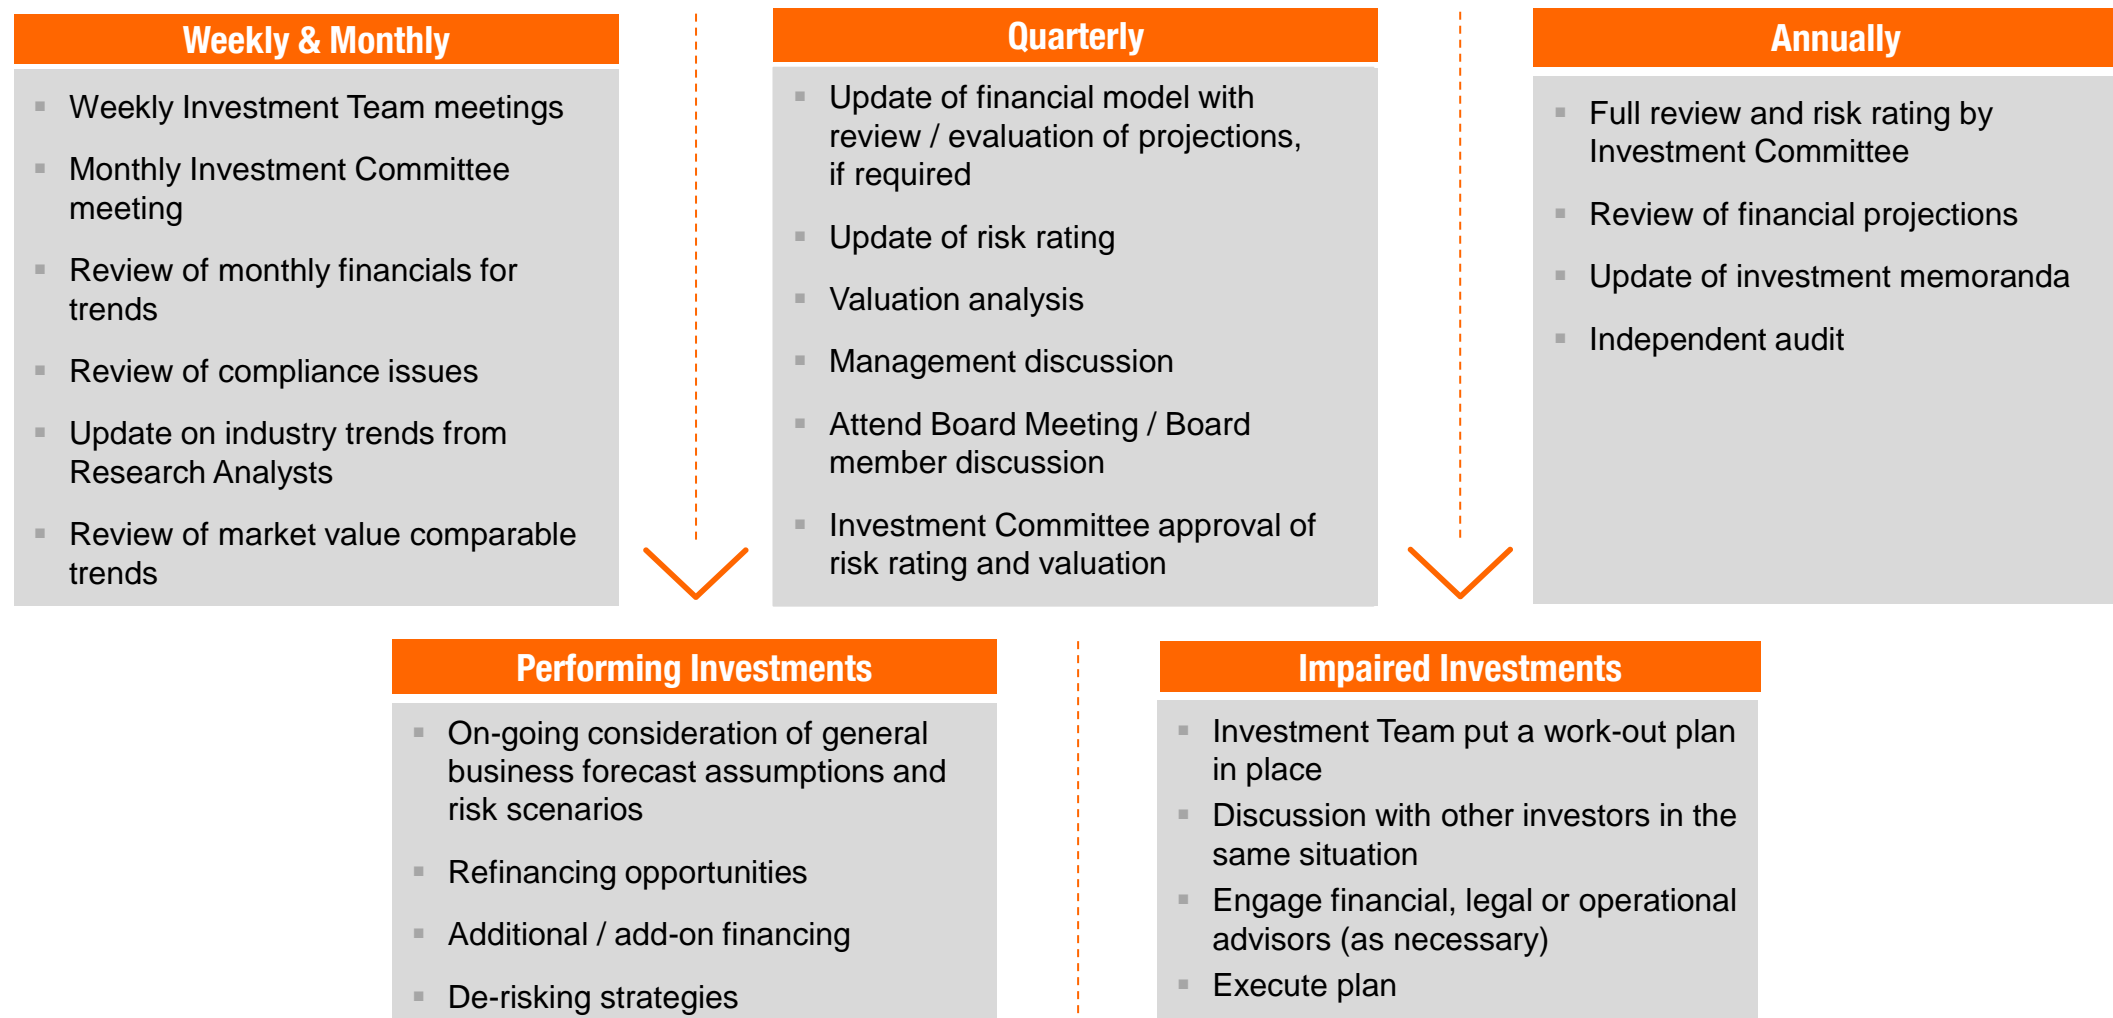 Weekly & Monthly
Weekly Investment Team meetings
Monthly Investment Committee
meeting
Review of monthly financials for
trends
Review of compliance issues
Update on industry trends from
Research Analysts
Review of market value comparable
trends
Quarterly
Update of financial model with
review / evaluation of projections,
if required
Update of risk rating
Valuation analysis
Management discussion
Attend Board Meeting / Board
member discussion
Investment Committee approval of
risk rating and valuation
Annually
Full review and risk rating by
Investment Committee
Review of financial projections
Update of investment memoranda
Independent audit
Performing Investments
On-going consideration of general
business forecast assumptions and
risk scenarios
Refinancing opportunities
Additional / add-on financing
De-risking strategies
Impaired Investments
Investment Team put a work-out plan
in place
Discussion with other investors in the
same situation
Engage financial, legal or operational
advisors (as necessary)
Execute plan